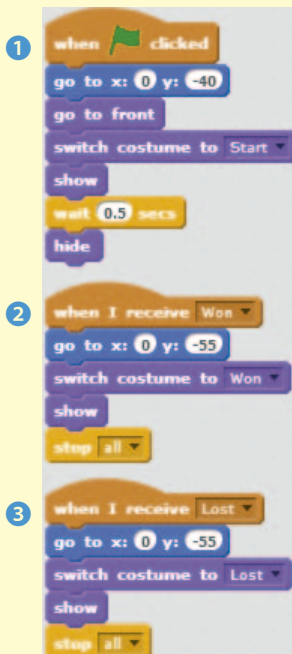 1
when clicked
go to x: 0 y: -40
go to front
switch costume to Start
show
wait 0.5 secs
hide
2
when I receive Won
go to x: 0 y: -55
switch costume to Won
show
stop all
3
when I receive Lost
go to x: 0 y: -55
switch costume to Lost
show
stop all